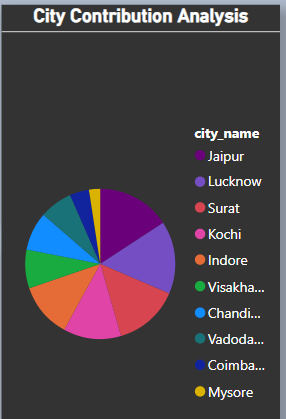 City Contribution Analysis
city_name
Jaipur
Lucknow
Surat
Kochi
Indore
Visakha...
Chandi...
Vadoda...
Coimba...
Mysore